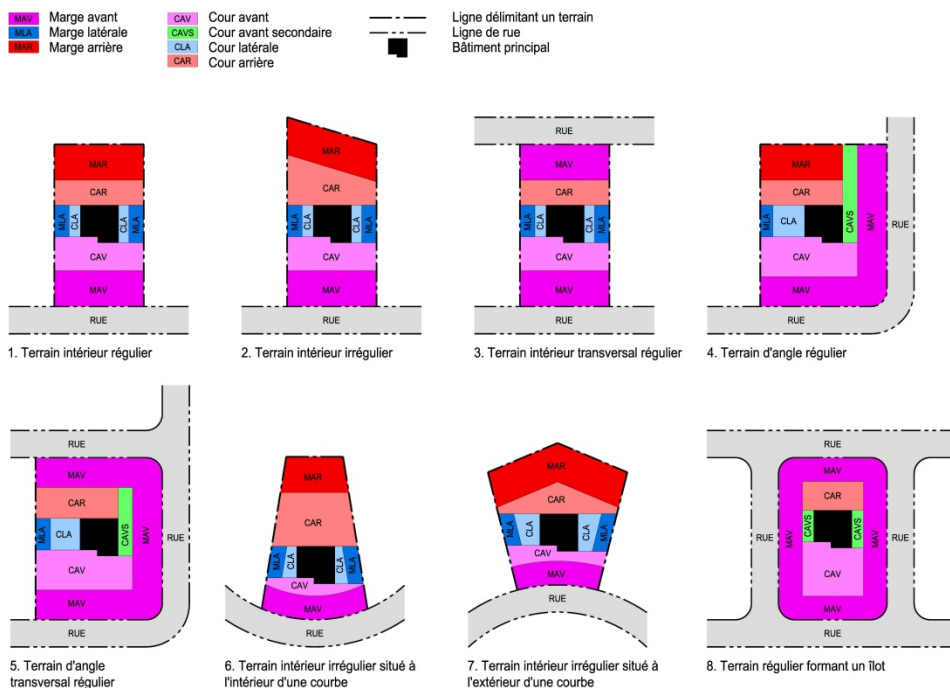 MAV Marge avant
MLA Marge latérale
MAR Marge arrière
CAV Cour avant
CAVS Cour avant secondaire
CLA Cour latérale
CAR Cour arrière
Ligne délimitant un terrain
Ligne de rue
Bâtiment principal
MAR
CAR
MLA CLA CLA MLA
CAV
MAV
RUE
1. Terrain intérieur régulier
MAR
CAR
MLA CLA CLA MLA
CAV
MAV
RUE
2. Terrain intérieur irrégulier
RUE
MAV
CAR
MLA CLA CLA MLA
CAV
MAV
RUE
3. Terrain intérieur transversal régulier
MAR
CAR
MLA CLA CAVS MAV RUE
CAV
MAV
RUE
4. Terrain d'angle régulier
RUE
MAV
CAR
MLA CLA CAVS MAV RUE
CAV
MAV
RUE
5. Terrain d'angle
transversal régulier
MAR
CAR
MLA CLA CLA MLA
CAV
MAV
RUE
6. Terrain intérieur irrégulier situé à
l'intérieur d'une courbe
MAR
CAR
MLA CLA CLA MLA
CAV
MAV
RUE
7. Terrain intérieur irrégulier situé à
l'extérieur d'une courbe
RUE
MAV
CAR
RUE MAV CAVS CAVS MAV RUE
CAV
MAV
RUE
8. Terrain régulier formant un îlot